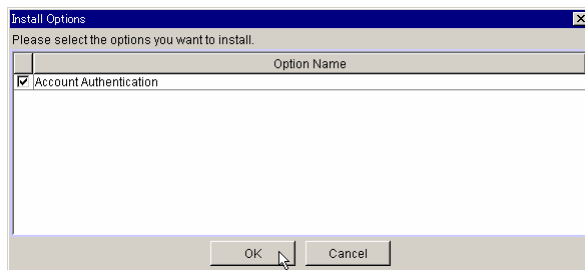 Install Options
Please select the options you want to install.
Option Name
Account Authentication
OK Cancel